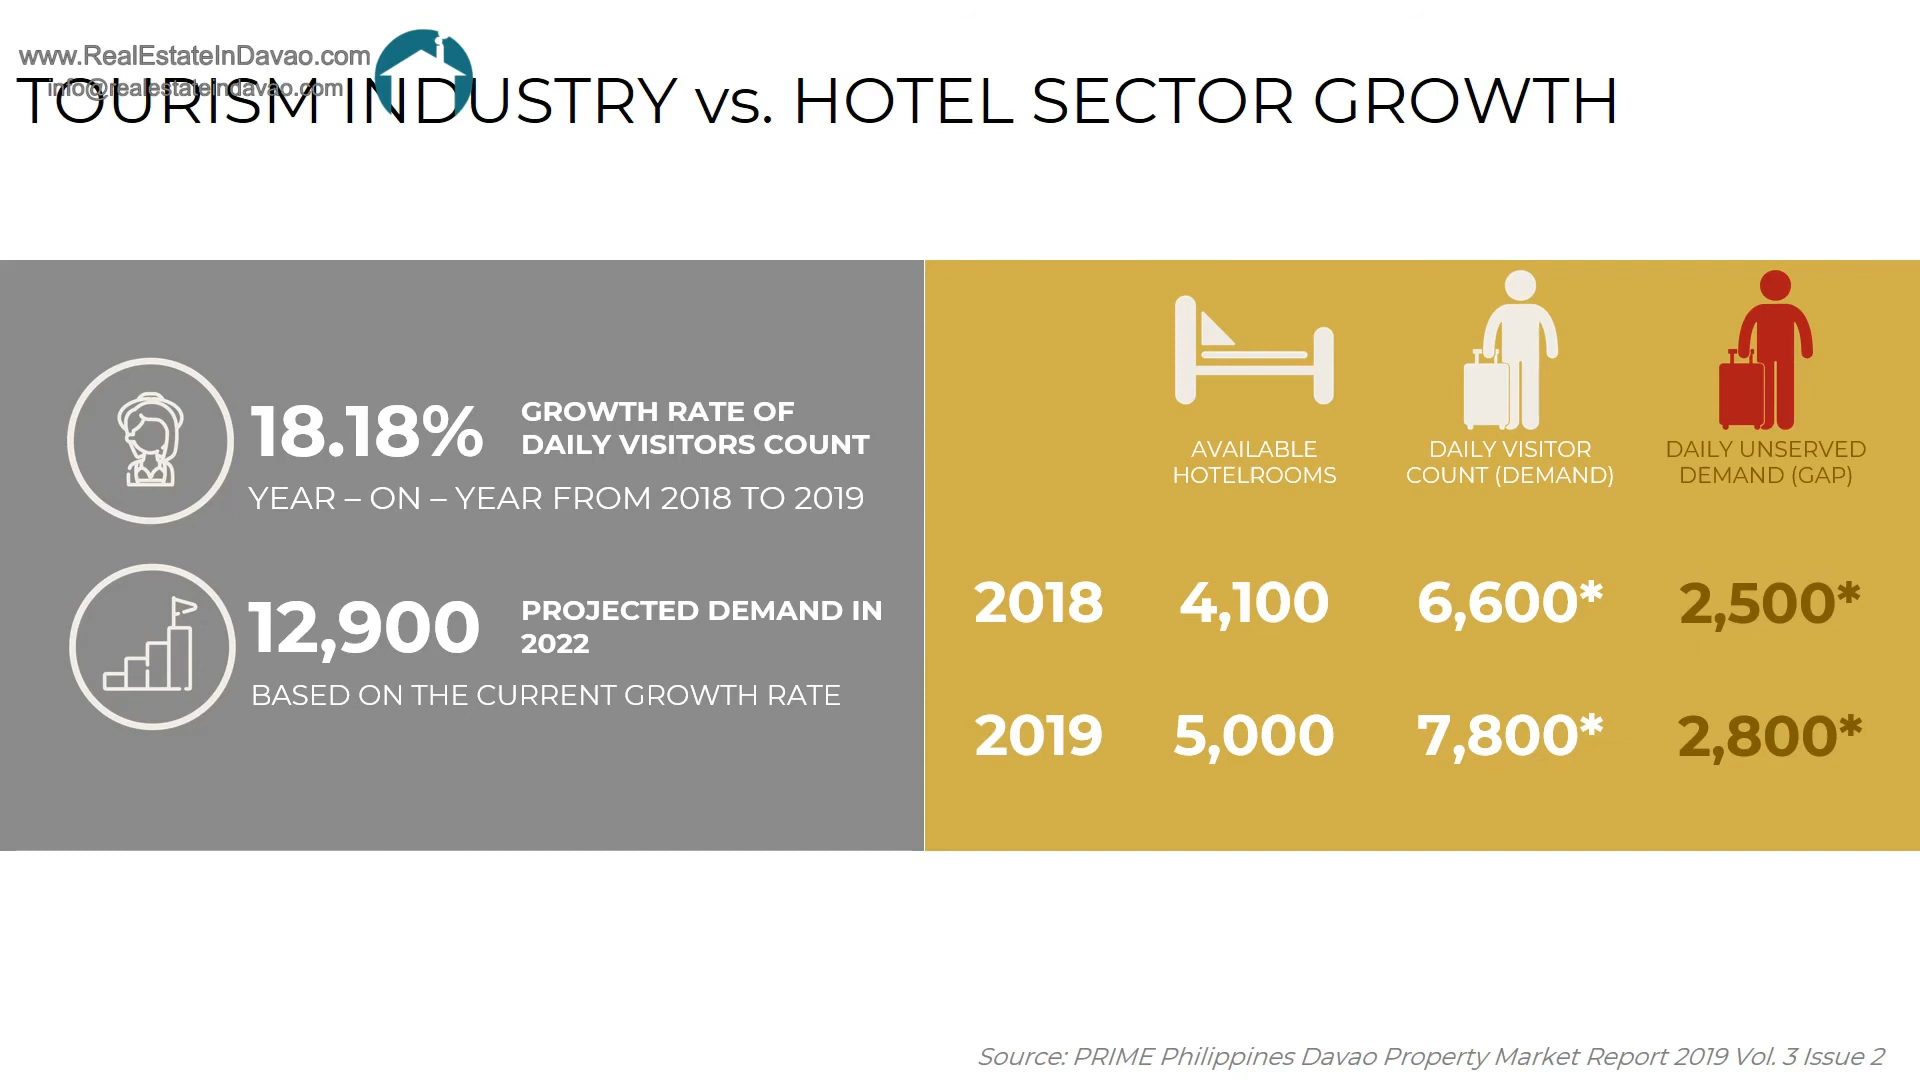 www.RealEstateInDavao.com
info@realestateindavao.com
TOURISM INDUSTRY vs. HOTEL SECTOR GROWTH
18.18%
GROWTH RATE OF
DAILY VISITORS COUNT
YEAR – ON – YEAR FROM 2018 TO 2019
12,900
PROJECTED DEMAND IN
2022
BASED ON THE CURRENT GROWTH RATE
AVAILABLE
HOTELROOMS
DAILY VISITOR
COUNT (DEMAND)
DAILY UNSERVED
DEMAND (GAP)
2018 4,100 6,600* 2,500*
2019 5,000 7,800* 2,800*
Source: PRIME Philippines Davao Property Market Report 2019 Vol. 3 Issue 2